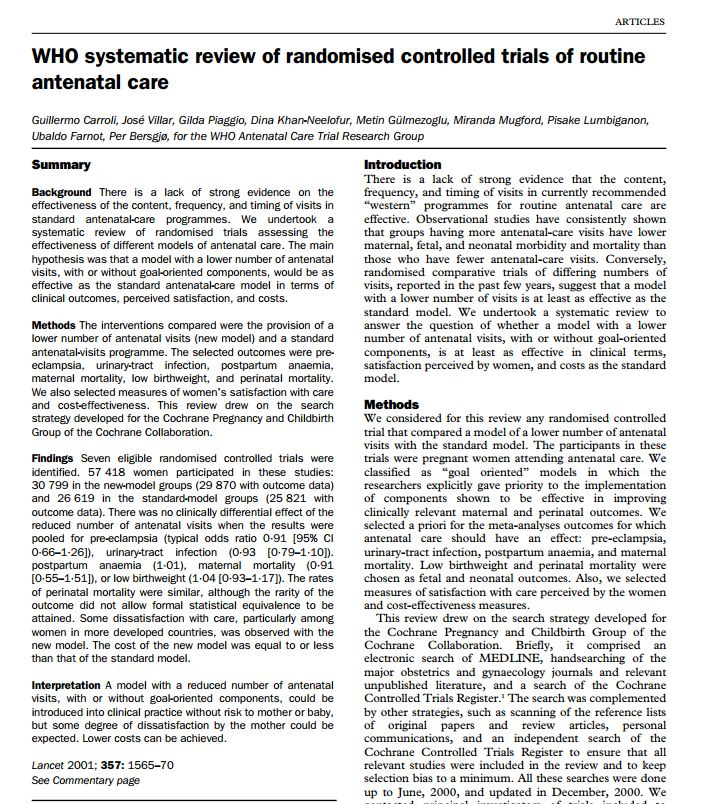 ARTICLES
WHO systematic review of randomised controlled trials of routine
antenatal care
Guillermo Carroli, José Villar, Gilda Piaggio, Dina Khan-Neelofur, Metin Gülmezoglu, Miranda Mugford, Pisake Lumbiganon,
Ubaldo Farnot, Per Bersgjø, for the WHO Antenatal Care Trial Research Group
Summary
Background There is a lack of strong evidence on the
effectiveness of the content, frequency, and timing of visits in
standard antenatal-care programmes. We undertook a
systematic review of randomised trials assessing the
effectiveness of different models of antenatal care. The main
hypothesis was that a model with a lower number of antenatal
visits, with or without goal-oriented components, would be as
effective as the standard antenatal-care model in terms of
clinical outcomes, perceived satisfaction, and costs.
Methods The interventions compared were the provision of a
lower number of antenatal visits (new model) and a standard
antenatal-visits programme. The selected outcomes were pre-
eclampsia, urinary-tract infection, postpartum anaemia,
maternal mortality, low birthweight, and perinatal mortality.
We also selected measures of women's satisfaction with care
and cost-effectiveness. This review drew on the search
strategy developed for the Cochrane Pregnancy and Childbirth
Group of the Cochrane Collaboration.
Findings Seven eligible randomised controlled trials were
identified. 57 418 women participated in these studies:
30 799 in the new-model groups (29 870 with outcome data)
and 26 619 in the standard-model groups (25 821 with
outcome data). There was no clinically differential effect of the
reduced number of antenatal visits when the results were
pooled for pre-eclampsia (typical odds ratio 0·91 [95% CI
0·66–1·26]), urinary-tract infection (0·93 [0·79–1·10]).
postpartum anaemia (1·01), maternal mortality (0·91
[0·55–1·51]), or low birthweight (1·04 [0·93–1·17]). The rates
of perinatal mortality were similar, although the rarity of the
outcome did not allow formal statistical equivalence to be
attained. Some dissatisfaction with care, particularly among
women in more developed countries, was observed with the
new model. The cost of the new model was equal to or less
than that of the standard model.
Interpretation A model with a reduced number of antenatal
visits, with or without goal-oriented components, could be
introduced into clinical practice without risk to mother or baby,
but some degree of dissatisfaction by the mother could be
expected. Lower costs can be achieved.
Lancet 2001; 357: 1565–70
See Commentary page
Introduction
There is a lack of strong evidence that the content,
frequency, and timing of visits in currently recommended
“western” programmes for routine antenatal care are
effective. Observational studies have consistently shown
that groups having more antenatal-care visits have lower
maternal, fetal, and neonatal morbidity and mortality than
those who have fewer antenatal-care visits. Conversely,
randomised comparative trials of differing numbers of
visits, reported in the past few years, suggest that a model
with a lower number of visits is at least as effective as the
standard model. We undertook a systematic review to
answer the question of whether a model with a lower
number of antenatal visits, with or without goal-oriented
components, is at least as effective in clinical terms,
satisfaction perceived by women, and costs as the standard
model.
Methods
We considered for this review any randomised controlled
trial that compared a model of a lower number of antenatal
visits with the standard model. The participants in these
trials were pregnant women attending antenatal care. We
classified as “goal oriented” models in which the
researchers explicitly gave priority to the implementation
of components shown to be effective in improving
clinically relevant maternal and perinatal outcomes. We
selected a priori for the meta-analyses outcomes for which
antenatal care should have an effect: pre-eclampsia,
urinary-tract infection, postpartum anaemia, and maternal
mortality. Low birthweight and perinatal mortality were
chosen as fetal and neonatal outcomes. Also, we selected
measures of satisfaction with care perceived by the women
and cost-effectiveness measures.
This review drew on the search strategy developed for
the Cochrane Pregnancy and Childbirth Group of the
Cochrane Collaboration. Briefly, it comprised an
electronic search of MEDLINE, handsearching of the
major obstetrics and gynaecology journals and relevant
unpublished literature, and a search of the Cochrane
Controlled Trials Register.¹ The search was complemented
by other strategies, such as scanning of the reference lists
of original papers and review articles, personal
communications, and an independent search of the
Cochrane Controlled Trials Register to ensure that all
relevant studies were included in the review and to keep
selection bias to a minimum. All these searches were done
up to June, 2000, and updated in December, 2000. We